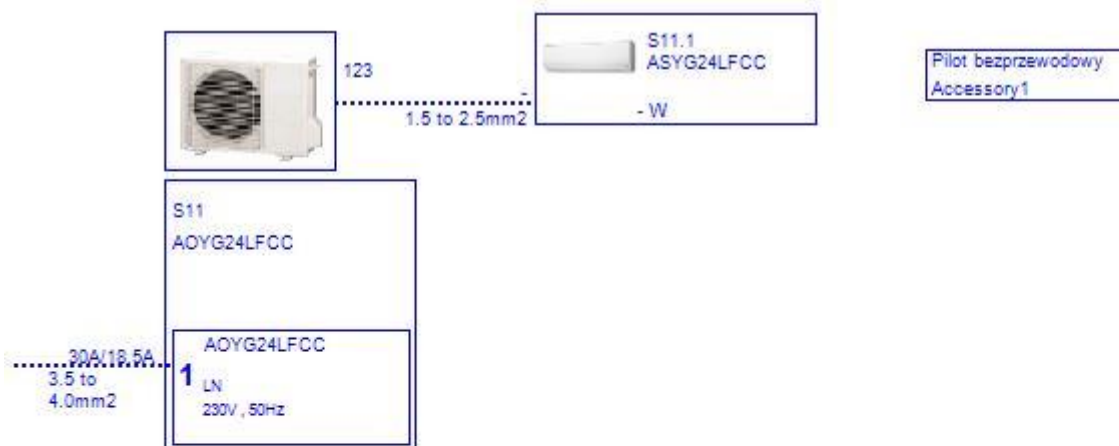 123
-
1.5 to 2.5mm2
S11.1
ASYG24LFCC
- W
Pilot bezprzewodowy
Accessory1
S11
AOYG24LFCC
30A/18.5A
3.5 to
4.0mm2
AOYG24LFCC
1
LN
230V , 50Hz